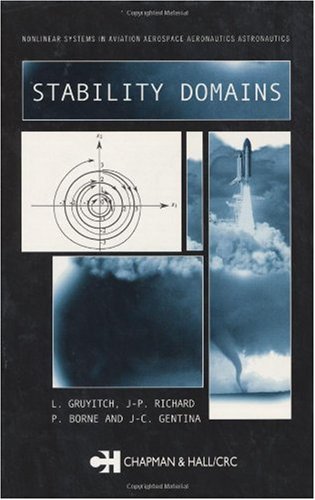 NONLINEAR SYSTEMS IN AVIATION AEROSPACE AERONAUTICS ASTRONAUTICS
STABILITY DOMAINS
L. GRUYITCH, J-P. RICHARD
P. BORNE AND J-C. GENTINA
CHAPMAN & HALL/CRC